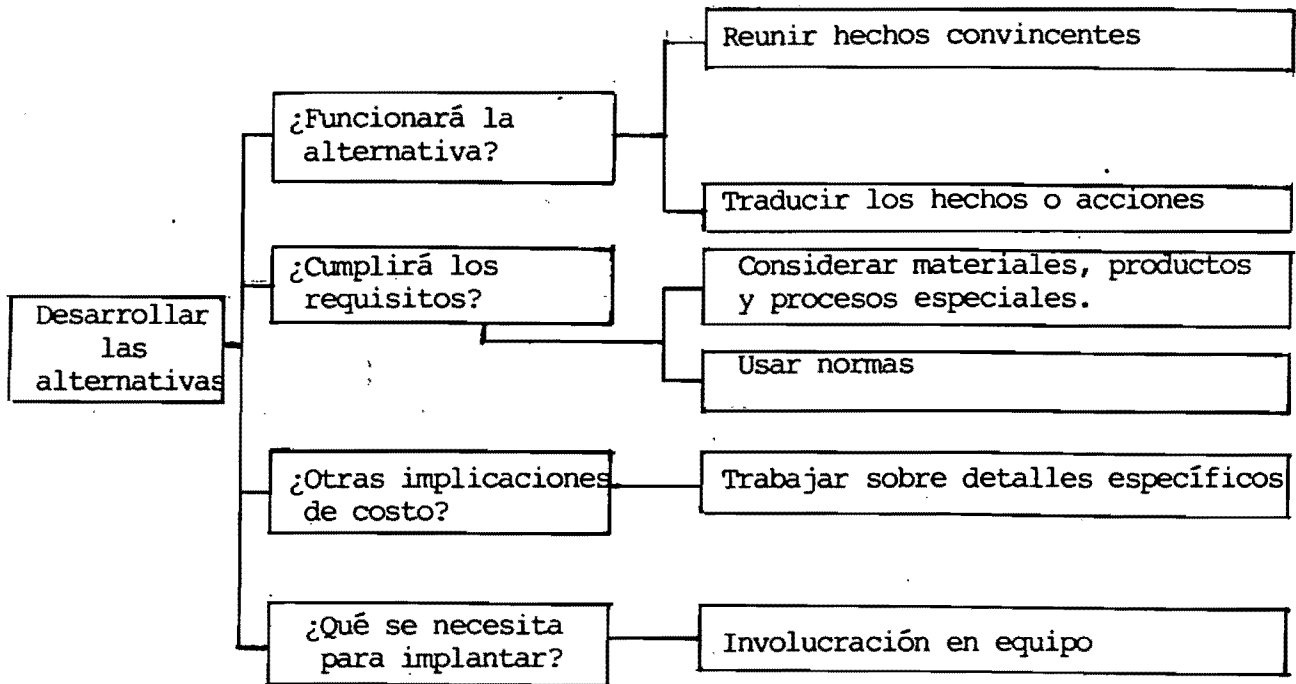 Desarrollar
las
alternativas
¿Funcionará la
alternativa?
Reunir hechos convincentes
Traducir los hechos o acciones
¿Cumplirá los
requisitos?
Considerar materiales, productos
y procesos especiales.
Usar normas
¿Otras implicaciones
de costo?
Trabajar sobre detalles específicos
¿Qué se necesita
para implantar?
Involucración en equipo